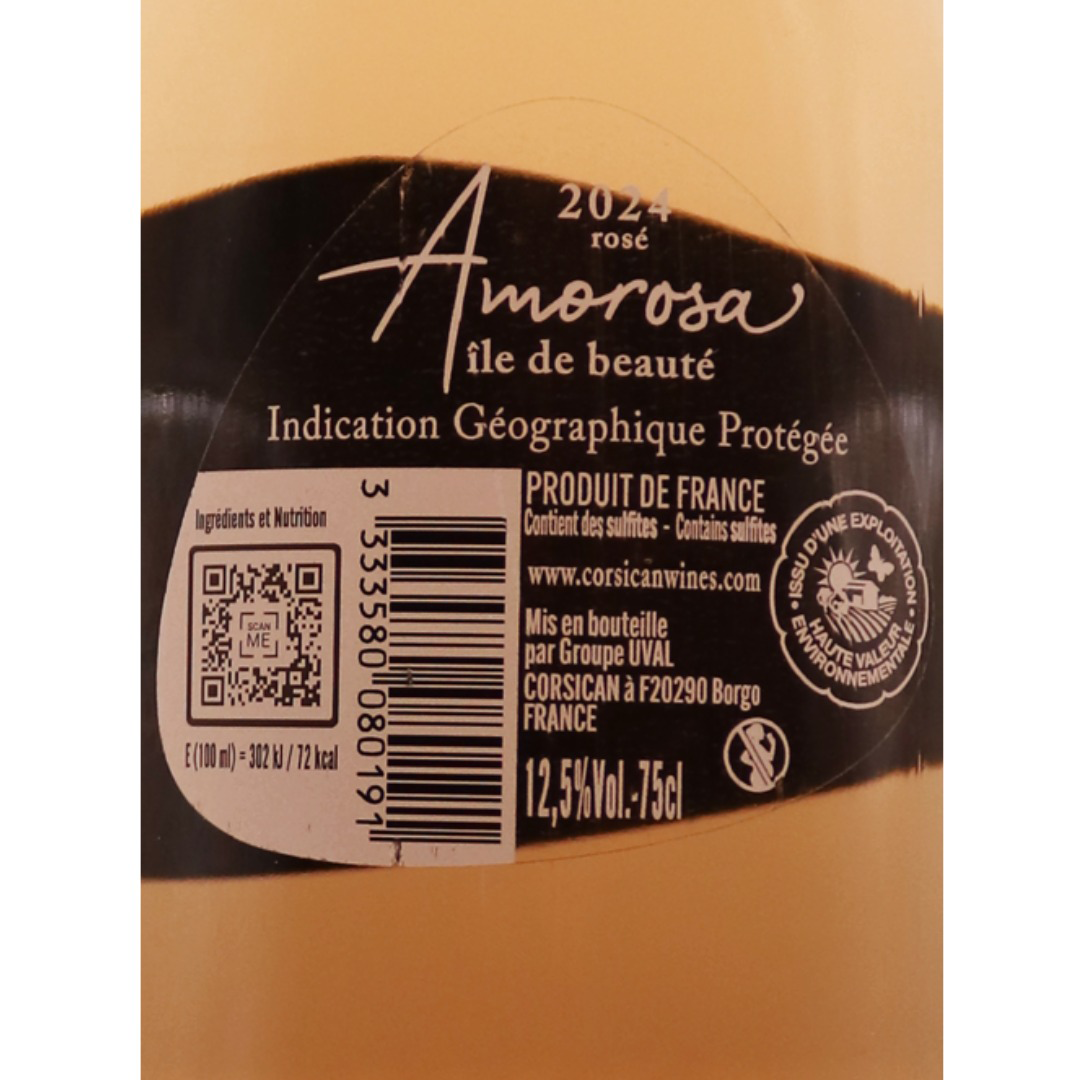 2024
rosé
Amorosa
île de beauté
Indication Géographique Protégée
Ingrédients et Nutrition
SCAN
ME
E (100 ml) = 302 kJ / 72 kcal
3 333580 080191
PRODUIT DE FRANCE
Contient des sulfites - Contains sulfites
www.corsicanwines.com
Mis en bouteille
par Groupe UVAL
CORSICAN à F20290 Borgo
FRANCE
12,5%Vol.-75cl
• ISSU D'UNE EXPLOITATION •
HAUTE VALEUR
ENVIRONNEMENTALE